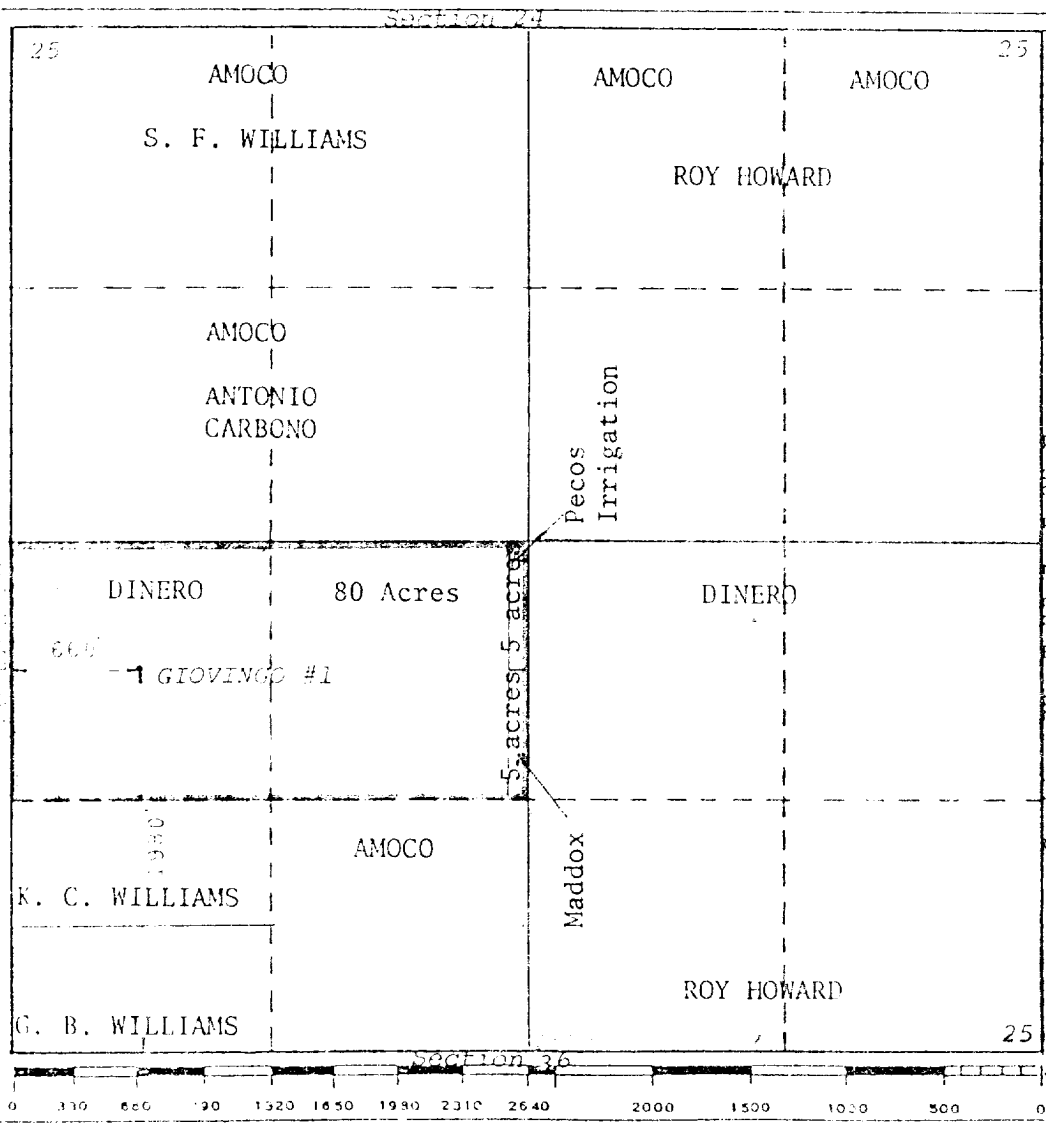 Section 24
25
25
AMOCO
AMOCO
AMOCO
S. F. WILLIAMS
ROY HOWARD
AMOCO
ANTONIO
CARBONO
Pecos
Irrigation
DINERO
80 Acres
5 acres
5 acres
DINERO
660'
GIOVINGO #1
1980'
AMOCO
Maddox
K. C. WILLIAMS
ROY HOWARD
G. B. WILLIAMS
25
Section 36
0 330 660 990 1320 1650 1980 2310 2640 2000 1500 1000 500 0